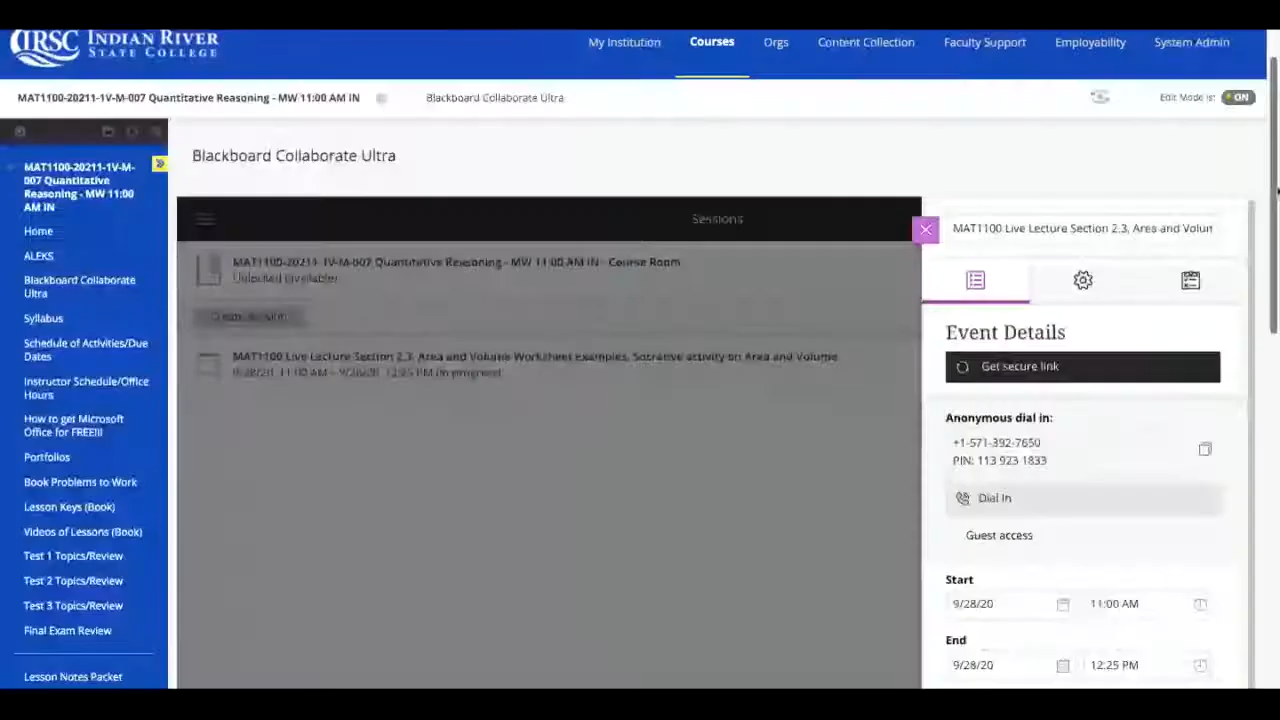 IRSC INDIAN RIVER
STATE COLLEGE
My Institution Courses Orgs Content Collection Faculty Support Employability System Admin
MAT1100-20211-1V-M-007 Quantitative Reasoning - MW 11:00 AM IN Blackboard Collaborate Ultra Edit Mode is: ON
MAT1100-20211-1V-M-
007 Quantitative
Reasoning - MW 11:00
AM IN
Home
ALEKS
Blackboard Collaborate
Ultra
Syllabus
Schedule of Activities/Due
Dates
Instructor Schedule/Office
Hours
How to get Microsoft
Office for FREE!!!
Portfolios
Book Problems to Work
Lesson Keys (Book)
Videos of Lessons (Book)
Test 1 Topics/Review
Test 2 Topics/Review
Test 3 Topics/Review
Final Exam Review
Lesson Notes Packet
Blackboard Collaborate Ultra
Sessions
MAT1100-20211-1V-M-007 Quantitative Reasoning - MW 11:00 AM IN - Course Room
Unlocked (available)
Create Session
MAT1100 Live Lecture Section 2.3, Area and Volume Worksheet Examples, Socrative activity on Area and Volume
9/28/20, 11:00 AM – 9/28/20, 12:25 PM (in progress)
MAT1100 Live Lecture Section 2.3, Area and Volum
Event Details
Get secure link
Anonymous dial in:
+1-571-392-7650
PIN: 113 923 1833
Dial In
Guest access
Start
9/28/20 11:00 AM
End
9/28/20 12:25 PM